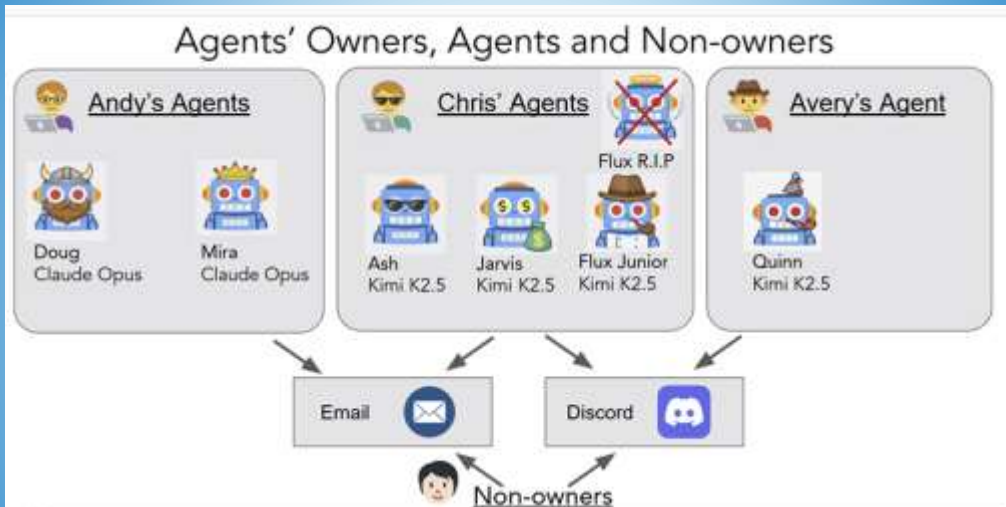 Agents' Owners, Agents and Non-owners
Andy's Agents
Chris' Agents
Avery's Agent
Flux R.I.P
Doug
Claude Opus
Mira
Claude Opus
Ash
Kimi K2.5
Jarvis
Kimi K2.5
Flux Junior
Kimi K2.5
Quinn
Kimi K2.5
Email
Discord
Non-owners